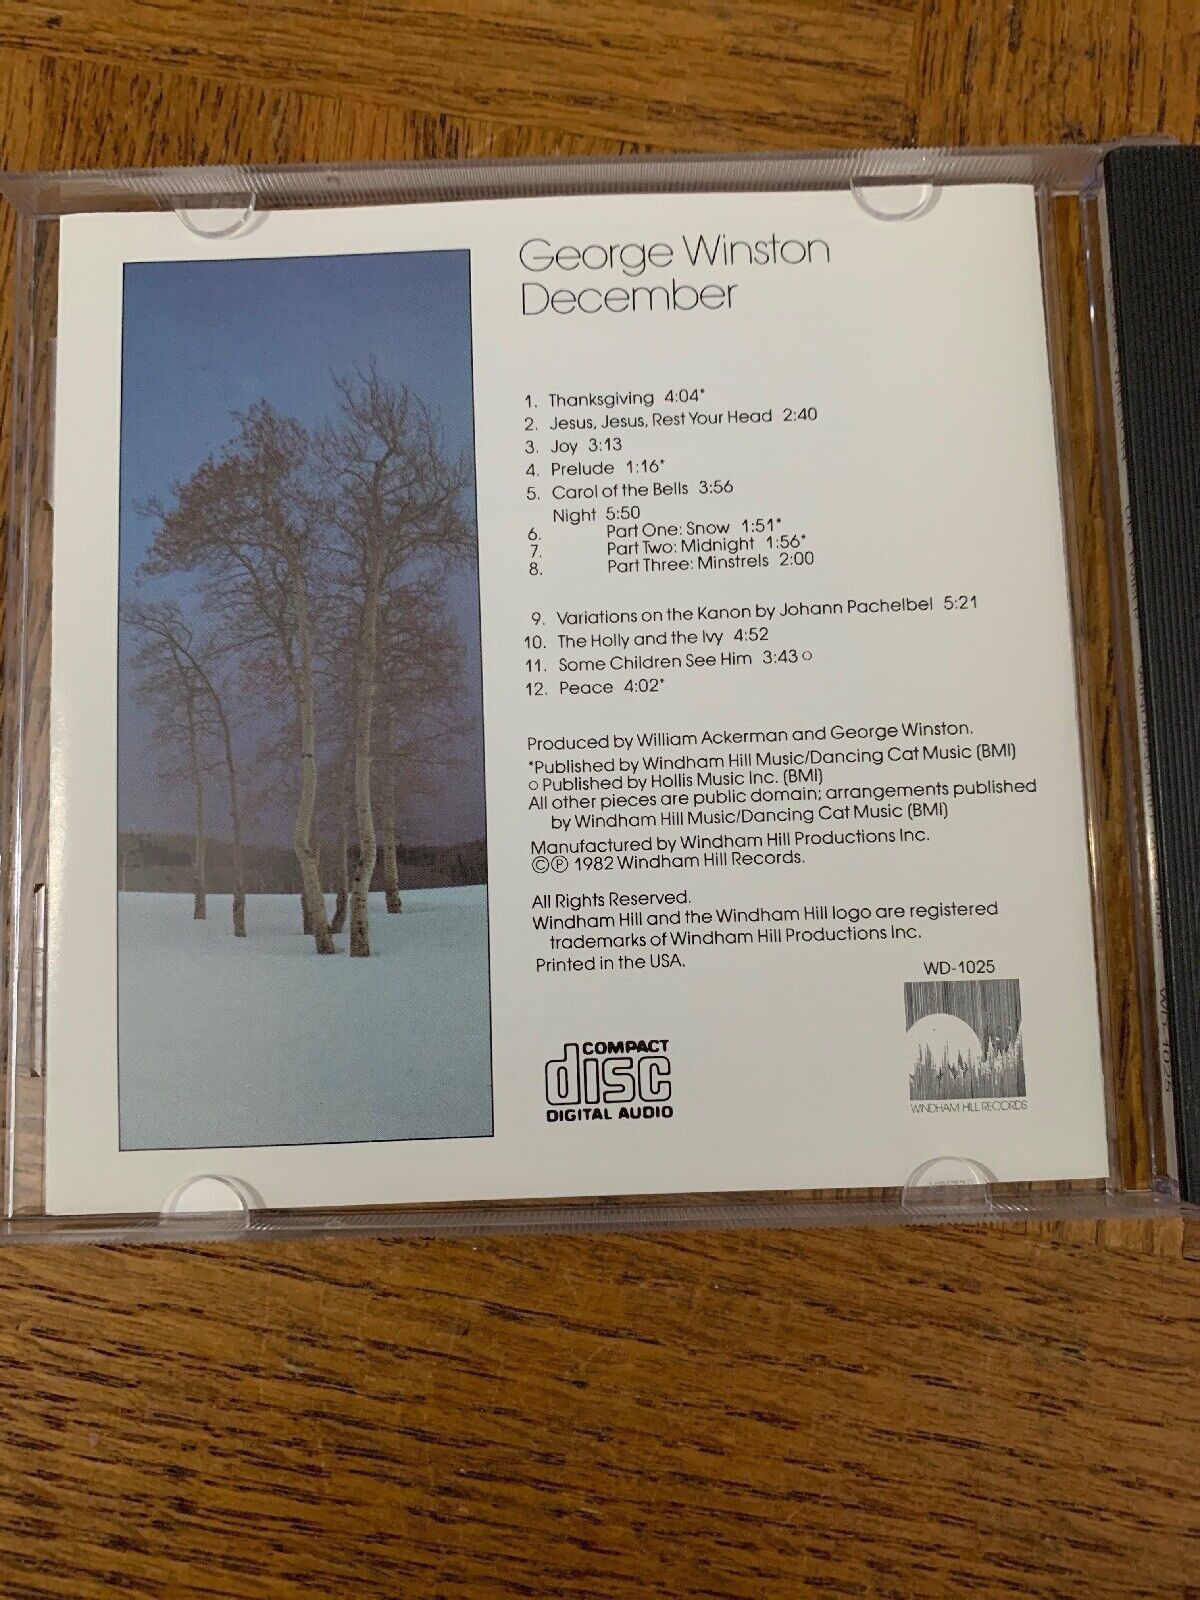 George Winston
December
1. Thanksgiving 4:04*
2. Jesus, Jesus, Rest Your Head 2:40
3. Joy 3:13
4. Prelude 1:16*
5. Carol of the Bells 3:56
Night 5:50
6. Part One: Snow 1:51*
7. Part Two: Midnight 1:56*
8. Part Three: Minstrels 2:00
9. Variations on the Kanon by Johann Pachelbel 5:21
10. The Holly and the Ivy 4:52
11. Some Children See Him 3:43 o
12. Peace 4:02*
Produced by William Ackerman and George Winston.
*Published by Windham Hill Music/Dancing Cat Music (BMI)
o Published by Hollis Music Inc. (BMI)
All other pieces are public domain; arrangements published
by Windham Hill Music/Dancing Cat Music (BMI)
Manufactured by Windham Hill Productions Inc.
©℗ 1982 Windham Hill Records.
All Rights Reserved.
Windham Hill and the Windham Hill logo are registered
trademarks of Windham Hill Productions Inc.
Printed in the USA.
WD-1025
COMPACT
disc
DIGITAL AUDIO
WINDHAM HILL RECORDS
WD-1025